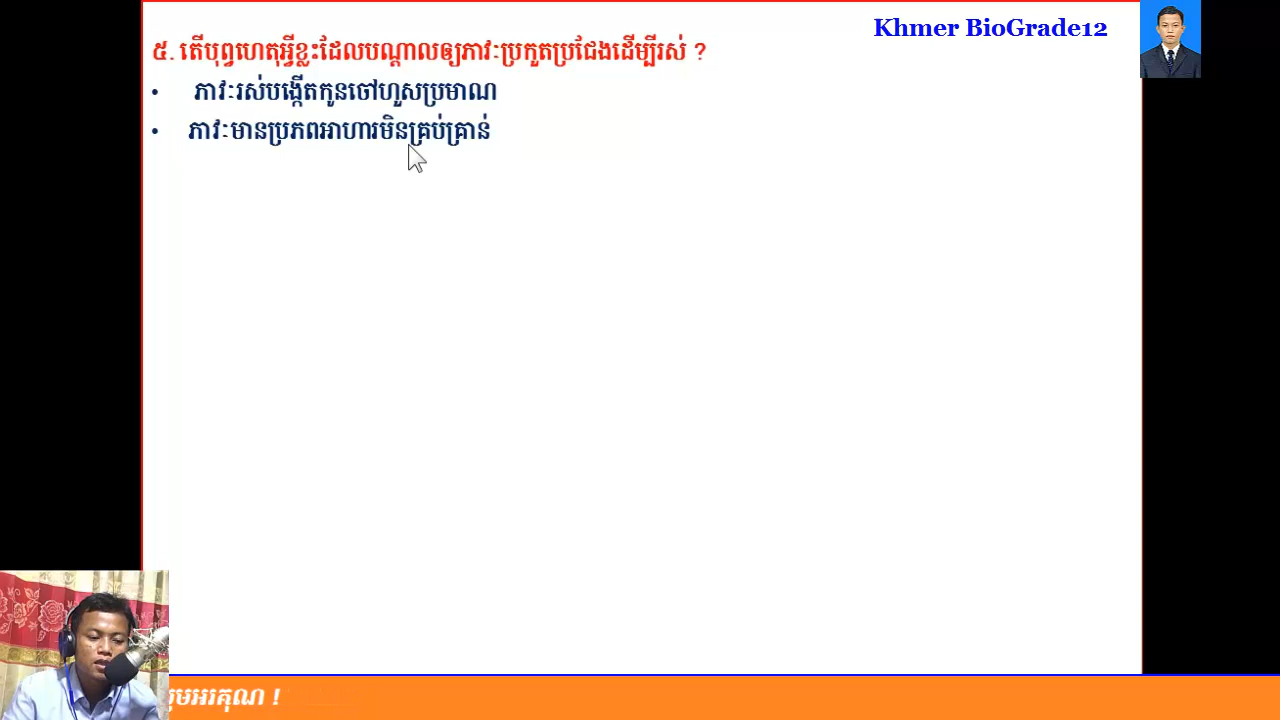 Khmer BioGrade12
៥. តើបុព្វហេតុអ្វីខ្លះដែលបណ្តាលឲ្យភាវៈប្រកួតប្រជែងដើម្បីរស់ ?
• ភាវៈរស់បង្កើតកូនចៅហួសប្រមាណ
• ភាវៈមានប្រភពអាហារមិនគ្រប់គ្រាន់
អរគុណ !